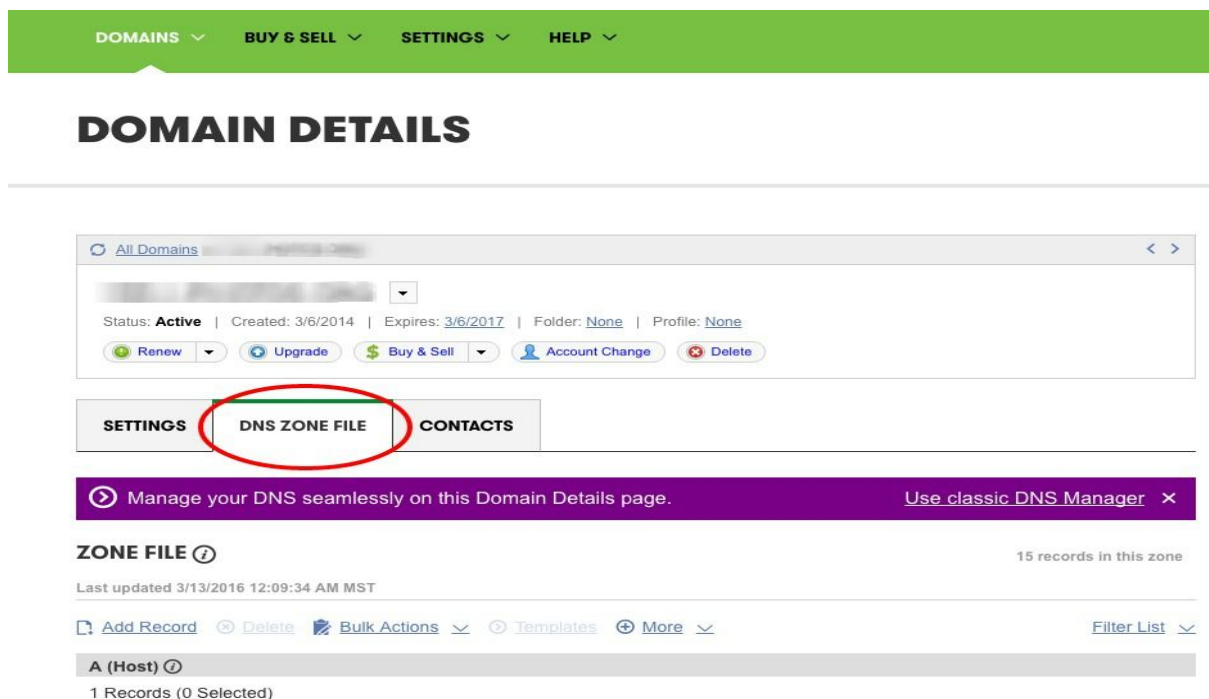 DOMAINS BUY & SELL SETTINGS HELP
DOMAIN DETAILS
All Domains
Status: Active | Created: 3/6/2014 | Expires: 3/6/2017 | Folder: None | Profile: None
Renew Upgrade $ Buy & Sell Account Change Delete
SETTINGS DNS ZONE FILE CONTACTS
Manage your DNS seamlessly on this Domain Details page. Use classic DNS Manager ×
ZONE FILE i 15 records in this zone
Last updated 3/13/2016 12:09:34 AM MST
Add Record Delete Bulk Actions Templates More Filter List
A (Host) i
1 Records (0 Selected)